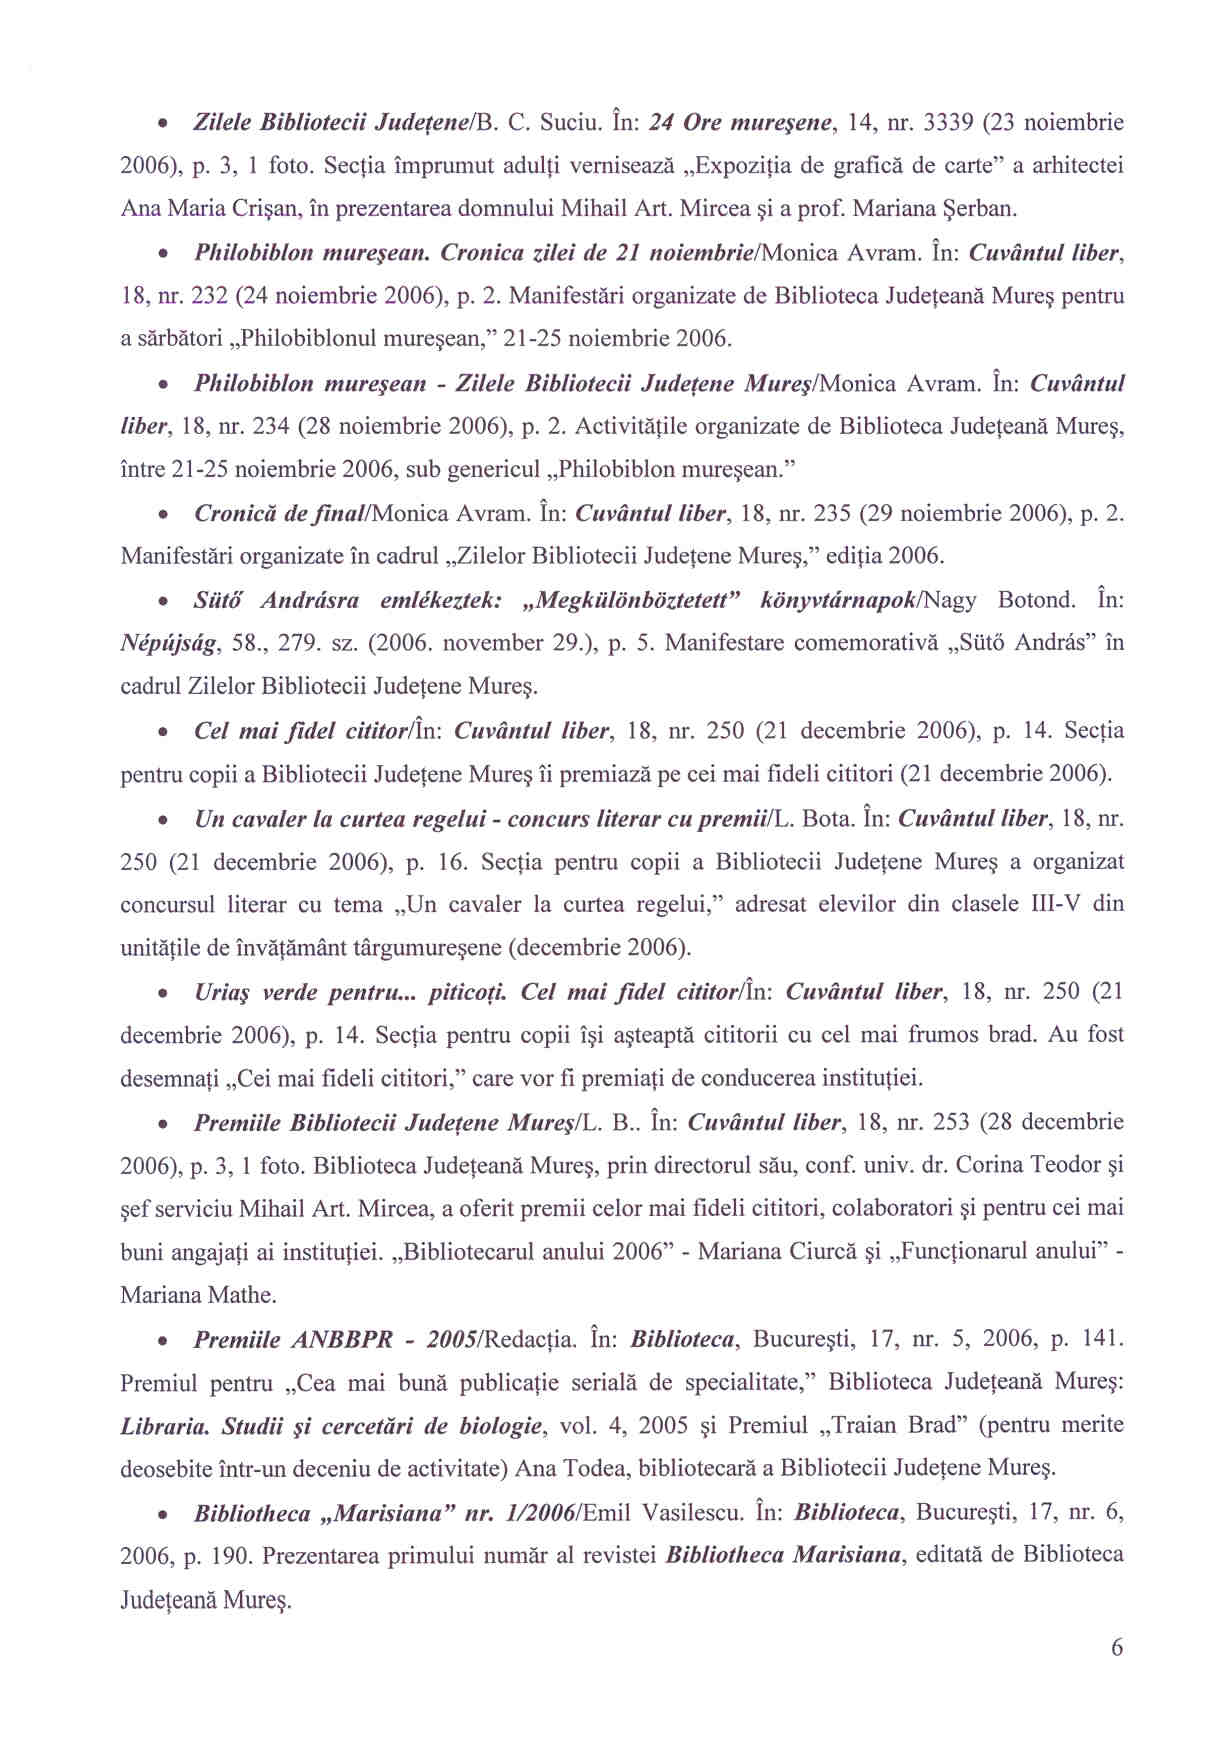 • Zilele Bibliotecii Judeţene/B. C. Suciu. În: 24 Ore mureşene, 14, nr. 3339 (23 noiembrie
2006), p. 3, 1 foto. Secţia împrumut adulţi vernisează „Expoziţia de grafică de carte” a arhitectei
Ana Maria Crişan, în prezentarea domnului Mihail Art. Mircea şi a prof. Mariana Şerban.
• Philobiblon mureşean. Cronica zilei de 21 noiembrie/Monica Avram. În: Cuvântul liber,
18, nr. 232 (24 noiembrie 2006), p. 2. Manifestări organizate de Biblioteca Judeţeană Mureş pentru
a sărbători „Philobiblonul mureşean,” 21-25 noiembrie 2006.
• Philobiblon mureşean - Zilele Bibliotecii Judeţene Mureş/Monica Avram. În: Cuvântul
liber, 18, nr. 234 (28 noiembrie 2006), p. 2. Activităţile organizate de Biblioteca Judeţeană Mureş,
între 21-25 noiembrie 2006, sub genericul „Philobiblon mureşean.”
• Cronică de final/Monica Avram. În: Cuvântul liber, 18, nr. 235 (29 noiembrie 2006), p. 2.
Manifestări organizate în cadrul „Zilelor Bibliotecii Judeţene Mureş,” ediţia 2006.
• Sütő Andrásra emlékeztek: „Megkülönböztetett” könyvtárnapok/Nagy Botond. În:
Népújság, 58., 279. sz. (2006. november 29.), p. 5. Manifestare comemorativă „Sütő András” în
cadrul Zilelor Bibliotecii Judeţene Mureş.
• Cel mai fidel cititor/În: Cuvântul liber, 18, nr. 250 (21 decembrie 2006), p. 14. Secţia
pentru copii a Bibliotecii Judeţene Mureş îi premiază pe cei mai fideli cititori (21 decembrie 2006).
• Un cavaler la curtea regelui - concurs literar cu premii/L. Bota. În: Cuvântul liber, 18, nr.
250 (21 decembrie 2006), p. 16. Secţia pentru copii a Bibliotecii Judeţene Mureş a organizat
concursul literar cu tema „Un cavaler la curtea regelui,” adresat elevilor din clasele III-V din
unităţile de învăţământ târgumureşene (decembrie 2006).
• Uriaş verde pentru... piticoţi. Cel mai fidel cititor/În: Cuvântul liber, 18, nr. 250 (21
decembrie 2006), p. 14. Secţia pentru copii îşi aşteaptă cititorii cu cel mai frumos brad. Au fost
desemnaţi „Cei mai fideli cititori,” care vor fi premiaţi de conducerea instituţiei.
• Premiile Bibliotecii Judeţene Mureş/L. B.. În: Cuvântul liber, 18, nr. 253 (28 decembrie
2006), p. 3, 1 foto. Biblioteca Judeţeană Mureş, prin directorul său, conf. univ. dr. Corina Teodor şi
şef serviciu Mihail Art. Mircea, a oferit premii celor mai fideli cititori, colaboratori şi pentru cei mai
buni angajaţi ai instituţiei. „Bibliotecarul anului 2006” - Mariana Ciurcă şi „Funcţionarul anului” -
Mariana Mathe.
• Premiile ANBBPR - 2005/Redacţia. În: Biblioteca, Bucureşti, 17, nr. 5, 2006, p. 141.
Premiul pentru „Cea mai bună publicaţie serială de specialitate,” Biblioteca Judeţeană Mureş:
Libraria. Studii şi cercetări de biologie, vol. 4, 2005 şi Premiul „Traian Brad” (pentru merite
deosebite într-un deceniu de activitate) Ana Todea, bibliotecară a Bibliotecii Judeţene Mureş.
• Bibliotheca „Marisiana” nr. 1/2006/Emil Vasilescu. În: Biblioteca, Bucureşti, 17, nr. 6,
2006, p. 190. Prezentarea primului număr al revistei Bibliotheca Marisiana, editată de Biblioteca
Judeţeană Mureş.
6